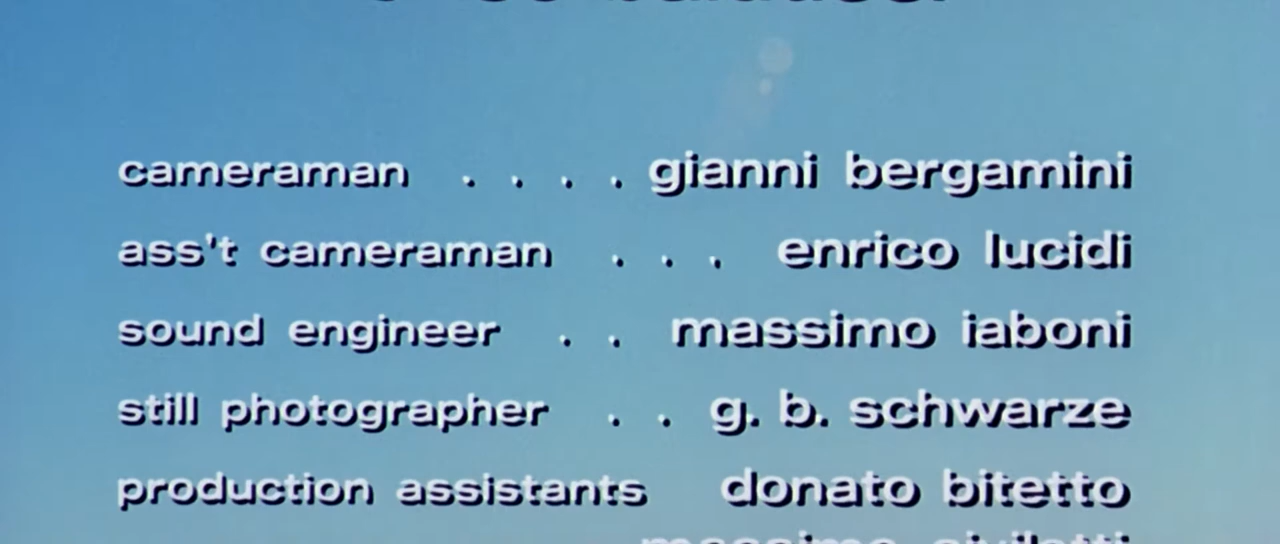 cameraman . . . . gianni bergamini
ass't cameraman . . . enrico lucidi
sound engineer . . massimo iaboni
still photographer . . g. b. schwarze
production assistants donato bitetto